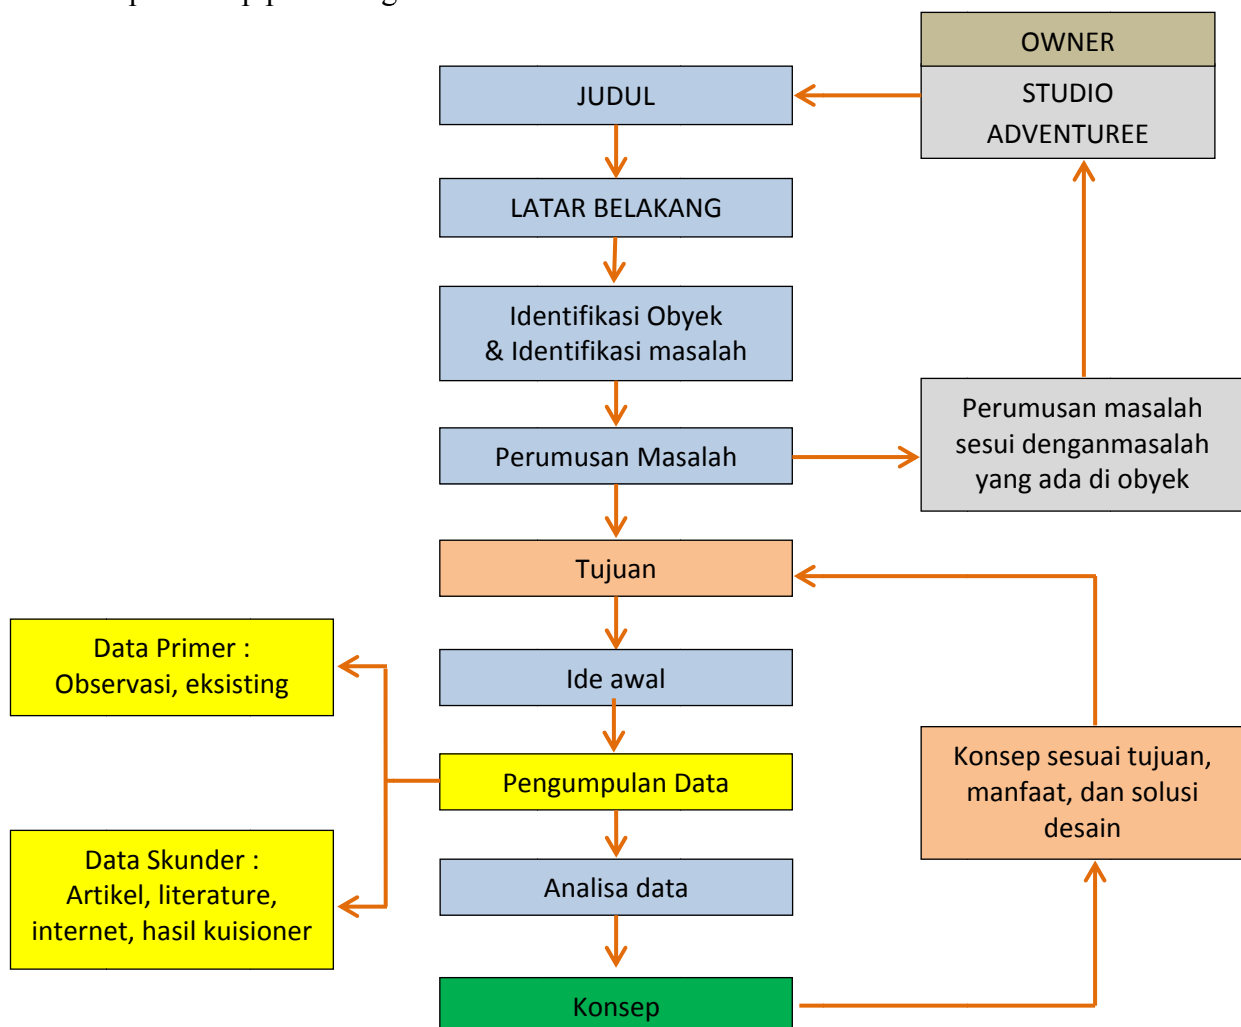 OWNER
JUDUL
STUDIO
ADVENTUREE
LATAR BELAKANG
Identifikasi Obyek
& Identifikasi masalah
Perumusan Masalah
Perumusan masalah
sesui denganmasalah
yang ada di obyek
Tujuan
Data Primer :
Observasi, eksisting
Ide awal
Pengumpulan Data
Konsep sesuai tujuan,
manfaat, dan solusi
desain
Data Skunder :
Artikel, literature,
internet, hasil kuisioner
Analisa data
Konsep